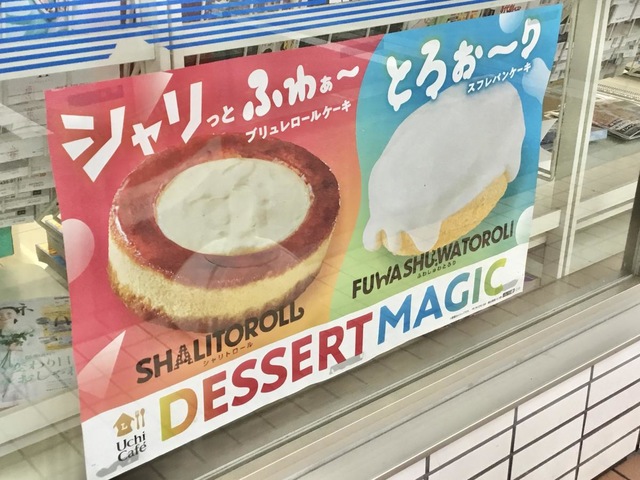 シャリっと ふわぁ〜
ブリュレロールケーキ
とろぉ〜り
スフレパンケーキ
SHALITOROLL
シャリトロール
FUWASHUWATOROLI
ふわしゅわとろり
DESSERT MAGIC
Uchi
Café